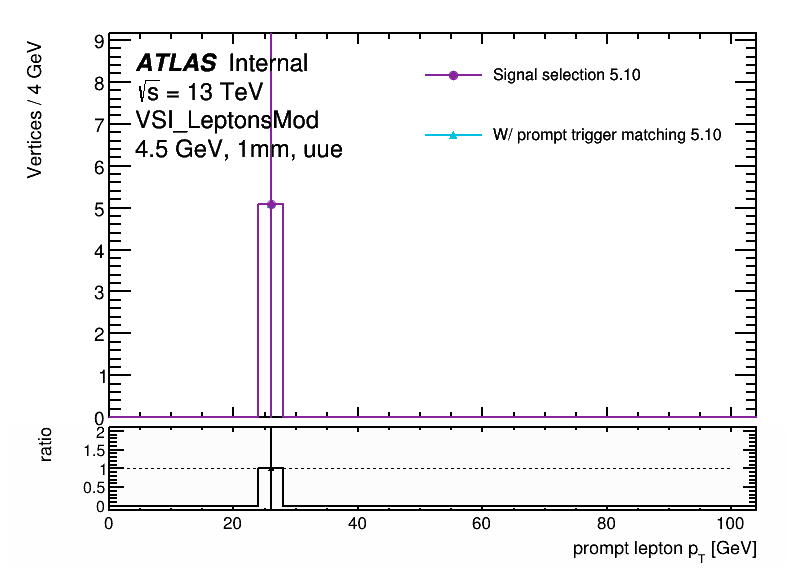 Vertices / 4 GeV
9
8
7
6
5
4
3
2
1
0
ATLAS Internal
√s = 13 TeV
VSI_LeptonsMod
4.5 GeV, 1mm, uue
Signal selection 5.10
W/ prompt trigger matching 5.10
ratio
2
1.5
1
0.5
0
0 20 40 60 80 100
prompt lepton p_T [GeV]